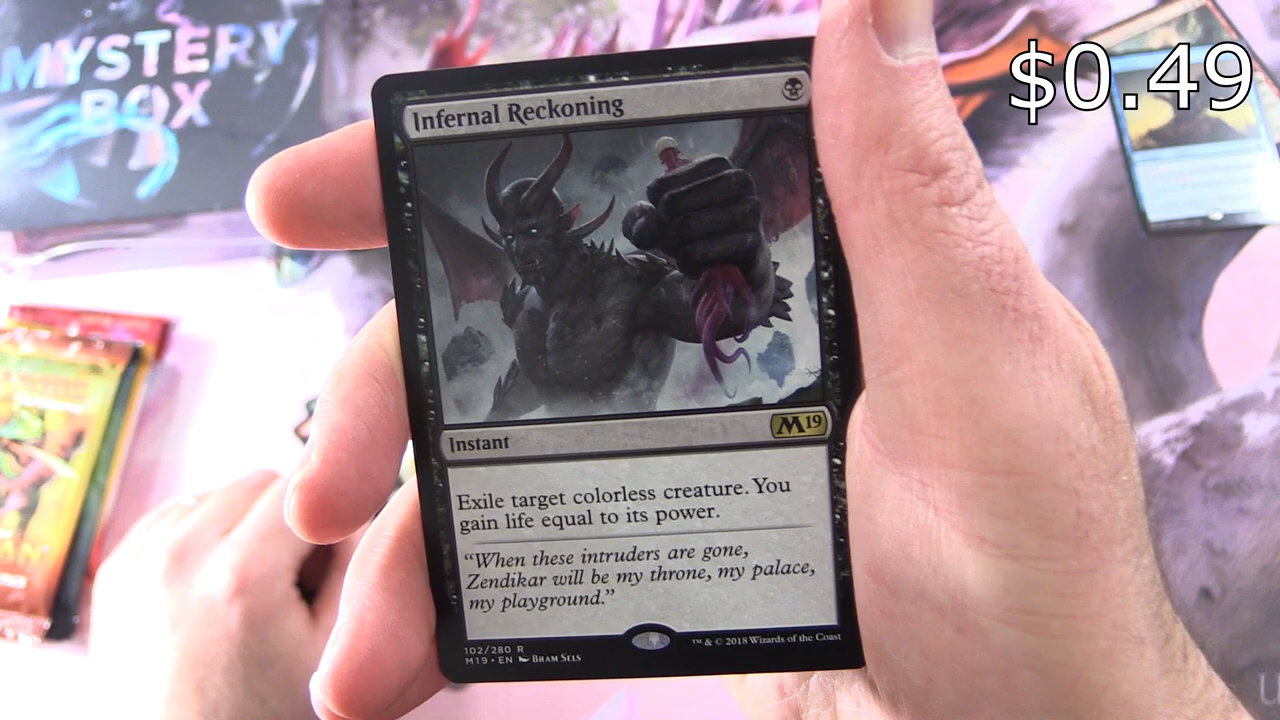 MYSTERY
BOX
$0.49
Infernal Reckoning
Instant
M19
Exile target colorless creature. You
gain life equal to its power.
“When these intruders are gone,
Zendikar will be my throne, my palace,
my playground.”
102/280 R
M19 • EN BRAM SELS
™ & © 2018 Wizards of the Coast